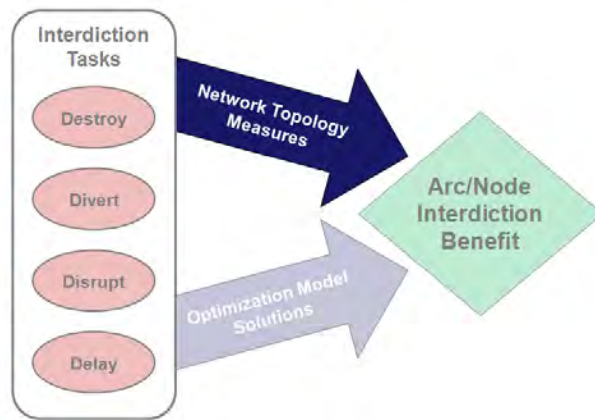 Interdiction
Tasks
Destroy
Divert
Disrupt
Delay
Network Topology
Measures
Optimization Model
Solutions
Arc/Node
Interdiction
Benefit